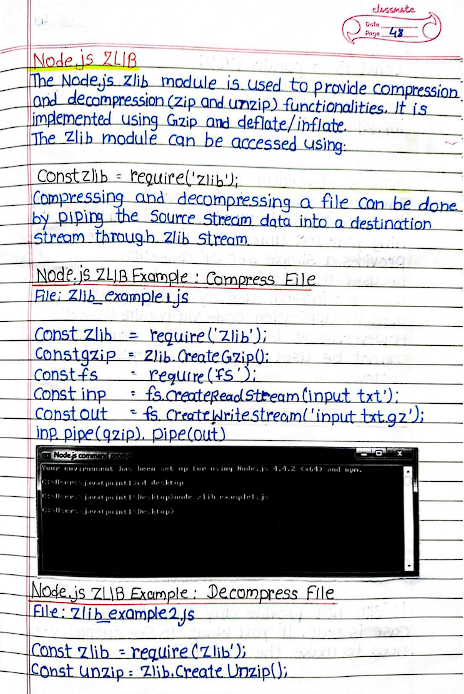 classmate
Date
Page 48
Node.js ZLIB
The Node.js Zlib module is used to provide compression
and decompression (zip and unzip) functionalities. It is
implemented using Gzip and deflate/inflate.
The Zlib module can be accessed using:
Const zlib = require('zlib');
Compressing and decompressing a file can be done
by piping the source stream data into a destination
stream through zlib stream
Node.js ZLIB Example : Compress File
File: Zlib_example1.js
Const zlib = require('zlib');
Const gzip = zlib.CreateGzip();
Const fs = require('fs');
Const inp = fs.CreateReadStream('input txt');
Const out = fs.CreateWriteStream('input txt.gz');
inp pipe(gzip). pipe(out)
Node.js command prompt
Your environment has been set up for using Node.js 4.4.2 (x64) and npm.
C:\Users\javatpoint1>cd desktop
C:\Users\javatpoint1\Desktop>node zlib_example1.js
C:\Users\javatpoint1\Desktop>
Node.js ZLIB Example : Decompress File
File: Zlib_example2.js
Const zlib = require('zlib');
Const unzip = zlib.Create Unzip();